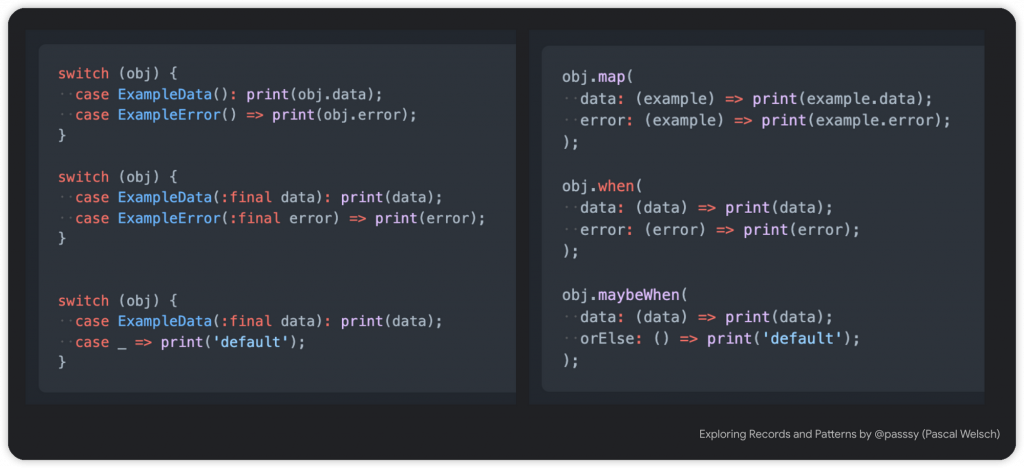 switch (obj) {
  case ExampleData(): print(obj.data);
  case ExampleError() => print(obj.error);
}
switch (obj) {
  case ExampleData(:final data): print(data);
  case ExampleError(:final error) => print(error);
}
switch (obj) {
  case ExampleData(:final data): print(data);
  case _ => print('default');
}
obj.map(
  data: (example) => print(example.data);
  error: (example) => print(example.error);
);
obj.when(
  data: (data) => print(data);
  error: (error) => print(error);
);
obj.maybeWhen(
  data: (data) => print(data);
  orElse: () => print('default');
);
Exploring Records and Patterns by @passsy (Pascal Welsch)